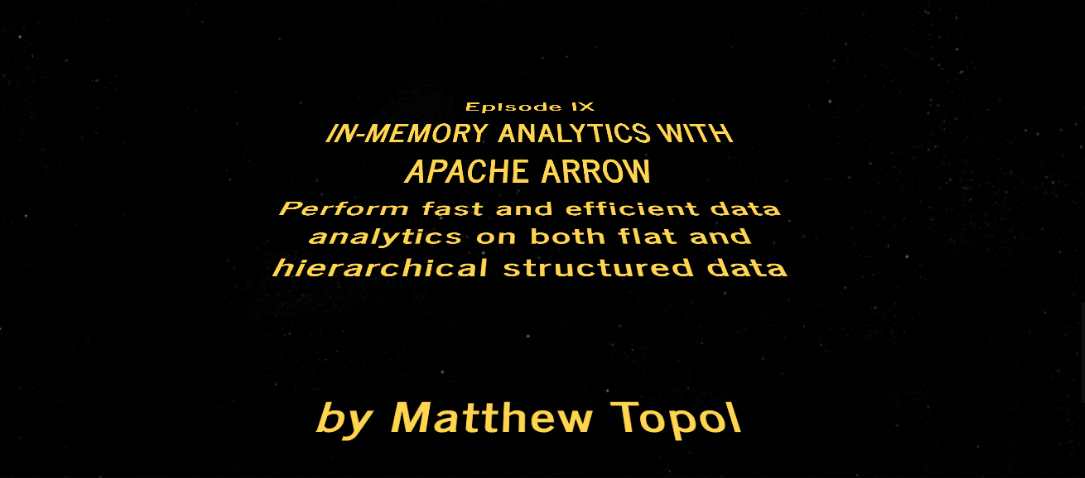 Episode IX
IN-MEMORY ANALYTICS WITH
APACHE ARROW
Perform fast and efficient data
analytics on both flat and
hierarchical structured data
by Matthew Topol